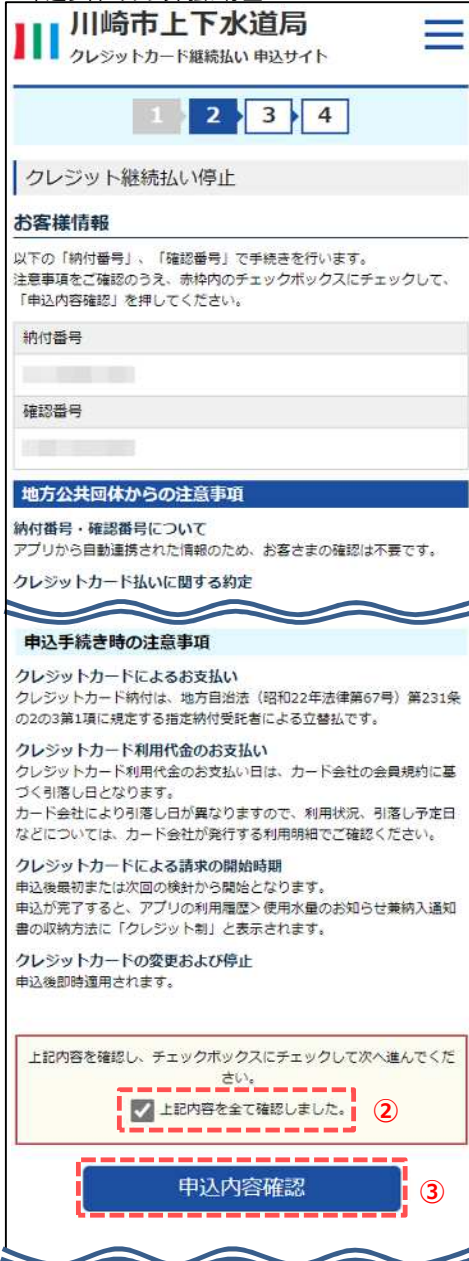 川崎市上下水道局
クレジットカード継続払い 申込サイト
1 2 3 4
クレジット継続払い停止
お客様情報
以下の「納付番号」、「確認番号」で手続きを行います。
注意事項をご確認のうえ、赤枠内のチェックボックスにチェックして、
「申込内容確認」を押してください。
納付番号
確認番号
地方公共団体からの注意事項
納付番号・確認番号について
アプリから自動連携された情報のため、お客さまの確認は不要です。
クレジットカード払いに関する約定
申込手続き時の注意事項
クレジットカードによるお支払い
クレジットカード納付は、地方自治法（昭和22年法律第67号）第231条
の2の3第1項に規定する指定納付受託者による立替払です。
クレジットカード利用代金のお支払い
クレジットカード利用代金のお支払い日は、カード会社の会員規約に基
づく引落し日となります。
カード会社により引落し日が異なりますので、利用状況、引落し予定日
などについては、カード会社が発行する利用明細でご確認ください。
クレジットカードによる請求の開始時期
申込後最初または次回の検針から開始となります。
申込が完了すると、アプリの利用履歴＞使用水量のお知らせ兼納入通知
書の収納方法に「クレジット制」と表示されます。
クレジットカードの変更および停止
申込後即時適用されます。
上記内容を確認し、チェックボックスにチェックして次へ進んでくだ
さい。
上記内容を全て確認しました。 ②
申込内容確認 ③